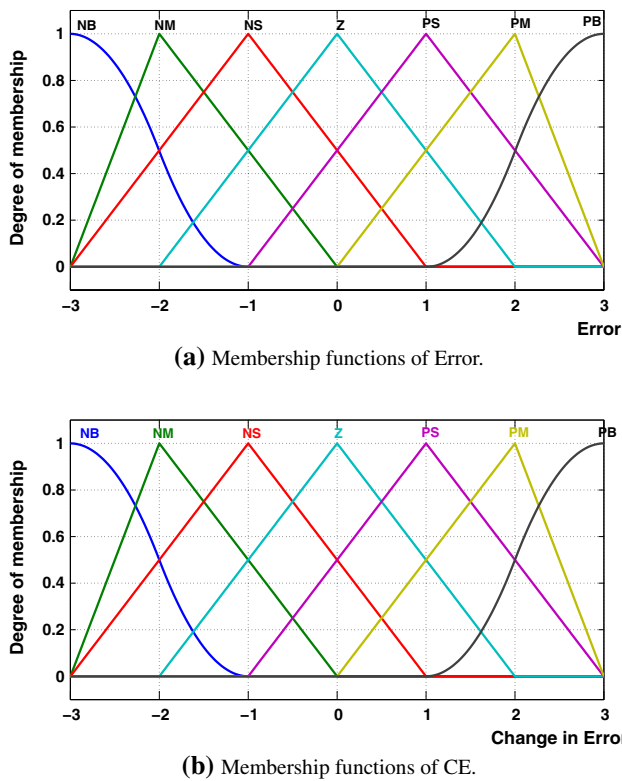 NB NM NS Z PS PM PB
1
0.8
0.6
0.4
0.2
0
Degree of membership
−3 −2 −1 0 1 2 3
Error
(a) Membership functions of Error.
NB NM NS Z PS PM PB
1
0.8
0.6
0.4
0.2
0
Degree of membership
−3 −2 −1 0 1 2 3
Change in Error
(b) Membership functions of CE.